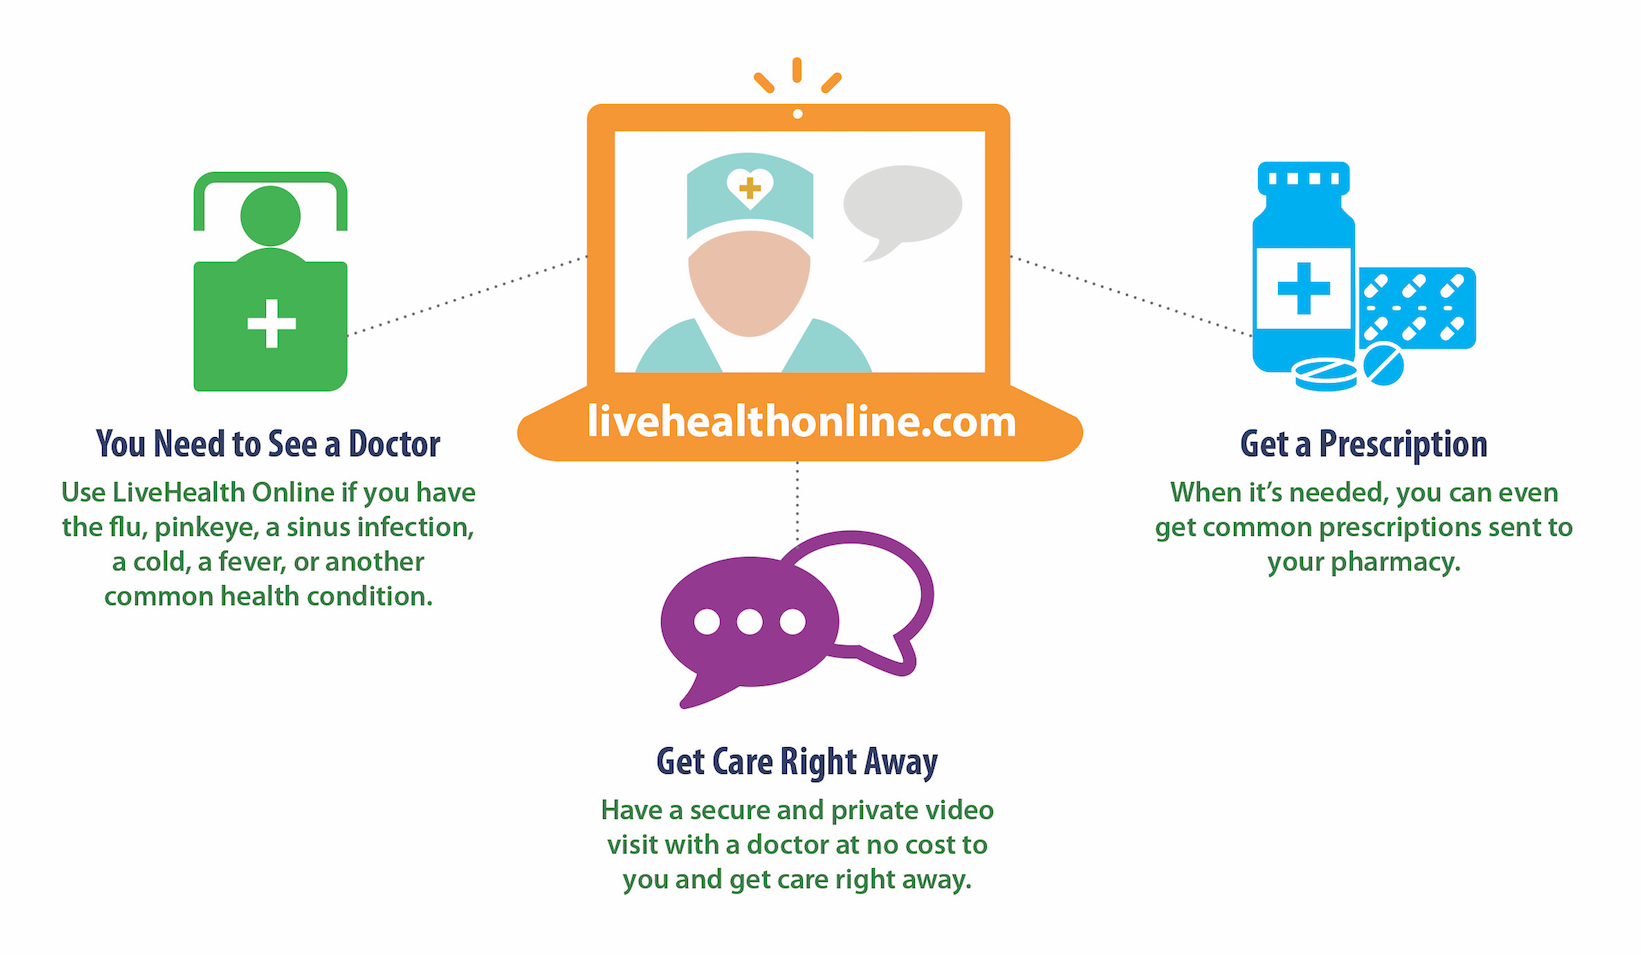 livehealthonline.com
You Need to See a Doctor
Use LiveHealth Online if you have
the flu, pinkeye, a sinus infection,
a cold, a fever, or another
common health condition.
Get Care Right Away
Have a secure and private video
visit with a doctor at no cost to
you and get care right away.
Get a Prescription
When it’s needed, you can even
get common prescriptions sent to
your pharmacy.